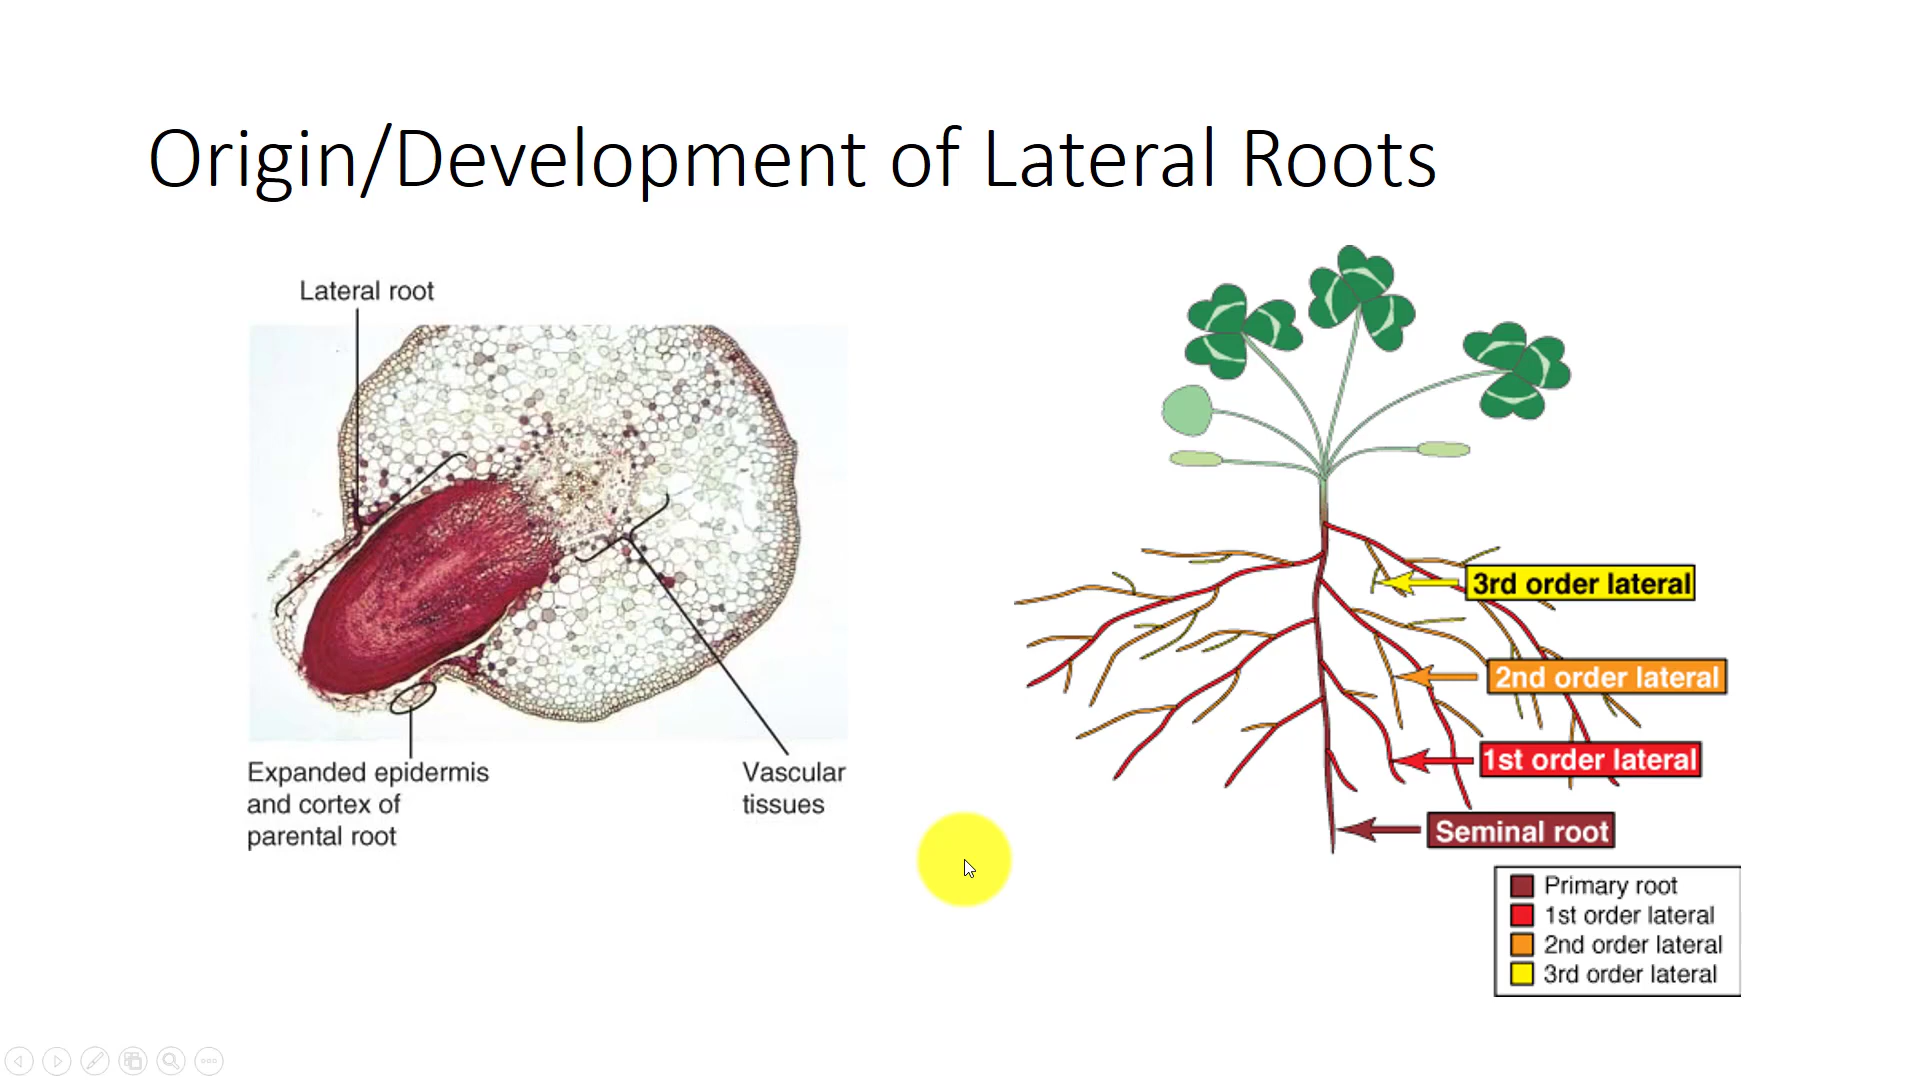 Origin/Development of Lateral Roots
Lateral root
Expanded epidermis
and cortex of
parental root
Vascular
tissues
3rd order lateral
2nd order lateral
1st order lateral
Seminal root
Primary root
1st order lateral
2nd order lateral
3rd order lateral